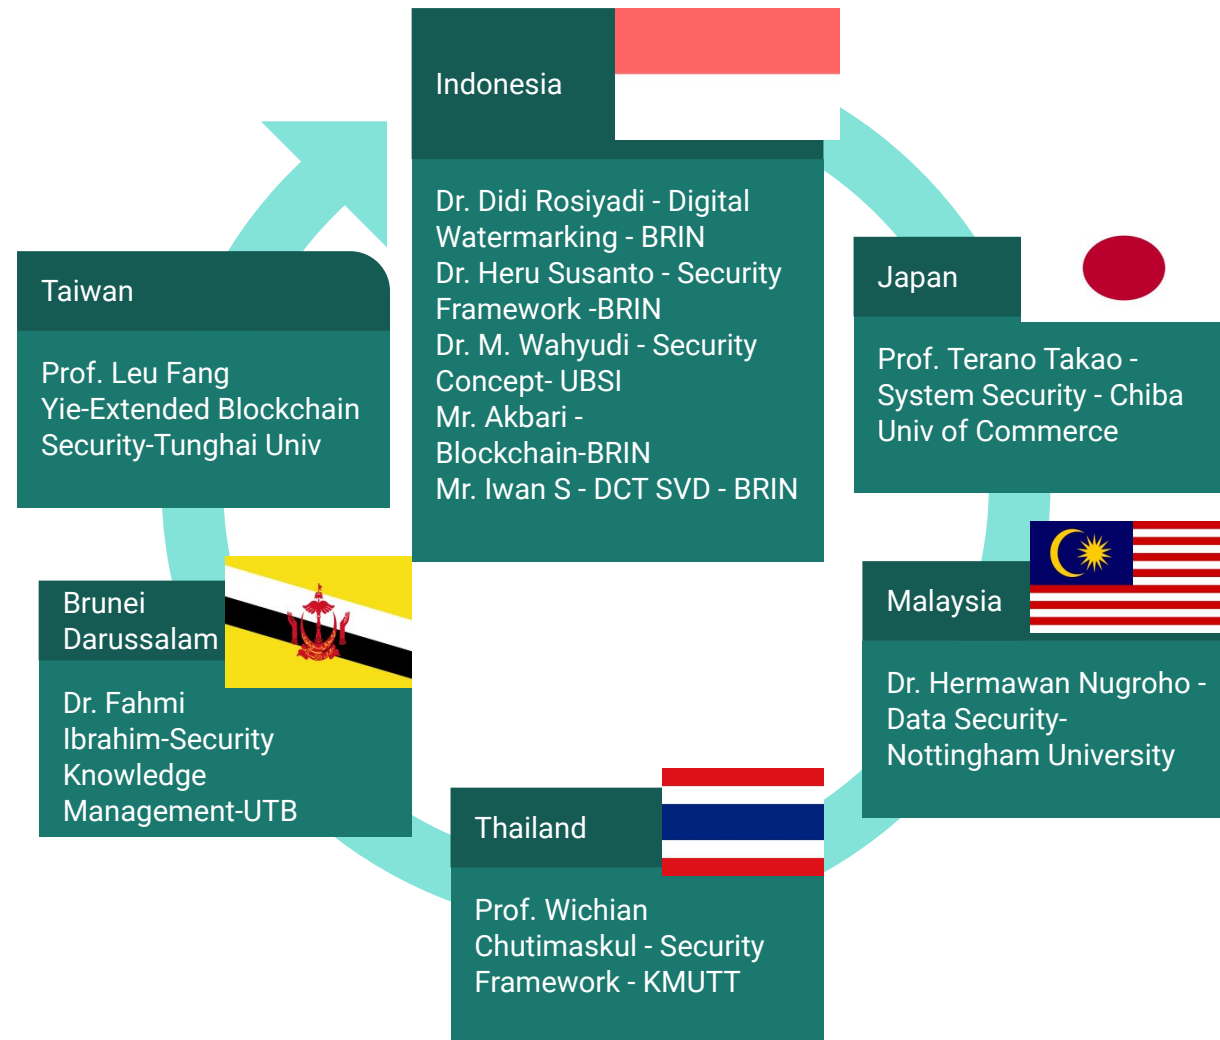 Indonesia
Dr. Didi Rosiyadi - Digital
Watermarking - BRIN
Dr. Heru Susanto - Security
Framework -BRIN
Dr. M. Wahyudi - Security
Concept- UBSI
Mr. Akbari -
Blockchain-BRIN
Mr. Iwan S - DCT SVD - BRIN
Japan
Prof. Terano Takao -
System Security - Chiba
Univ of Commerce
Malaysia
Dr. Hermawan Nugroho -
Data Security-
Nottingham University
Thailand
Prof. Wichian
Chutimaskul - Security
Framework - KMUTT
Brunei
Darussalam
Dr. Fahmi
Ibrahim-Security
Knowledge
Management-UTB
Taiwan
Prof. Leu Fang
Yie-Extended Blockchain
Security-Tunghai Univ